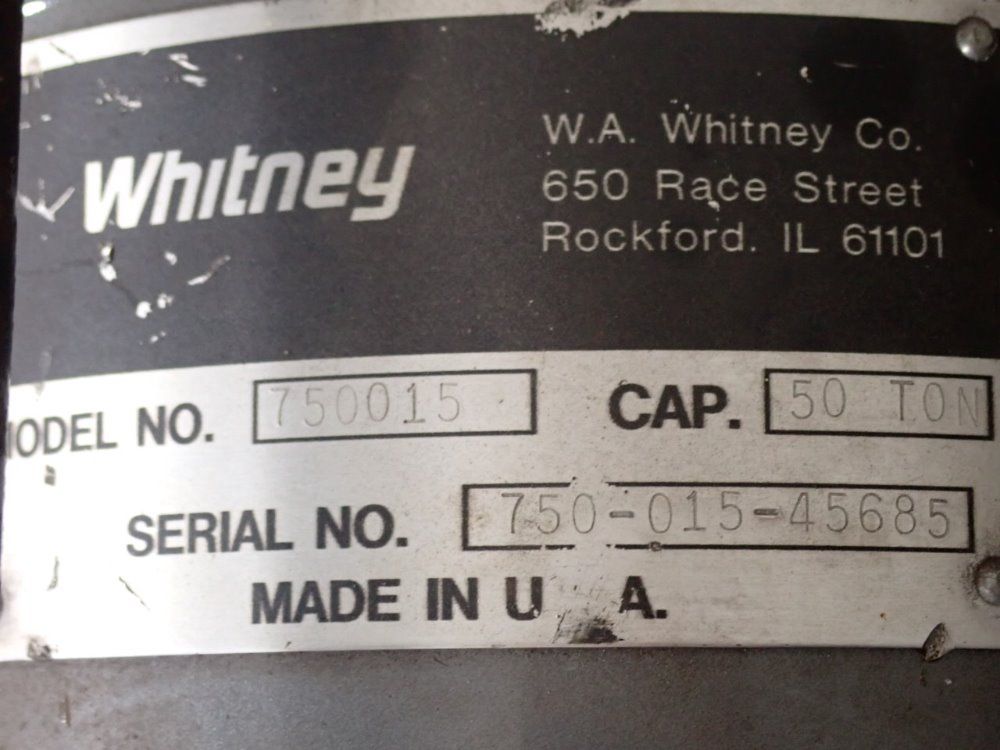 Whitney
W.A. Whitney Co.
650 Race Street
Rockford. IL 61101
MODEL NO. 750015 CAP. 50 TON
SERIAL NO. 750-015-45685
MADE IN U A.